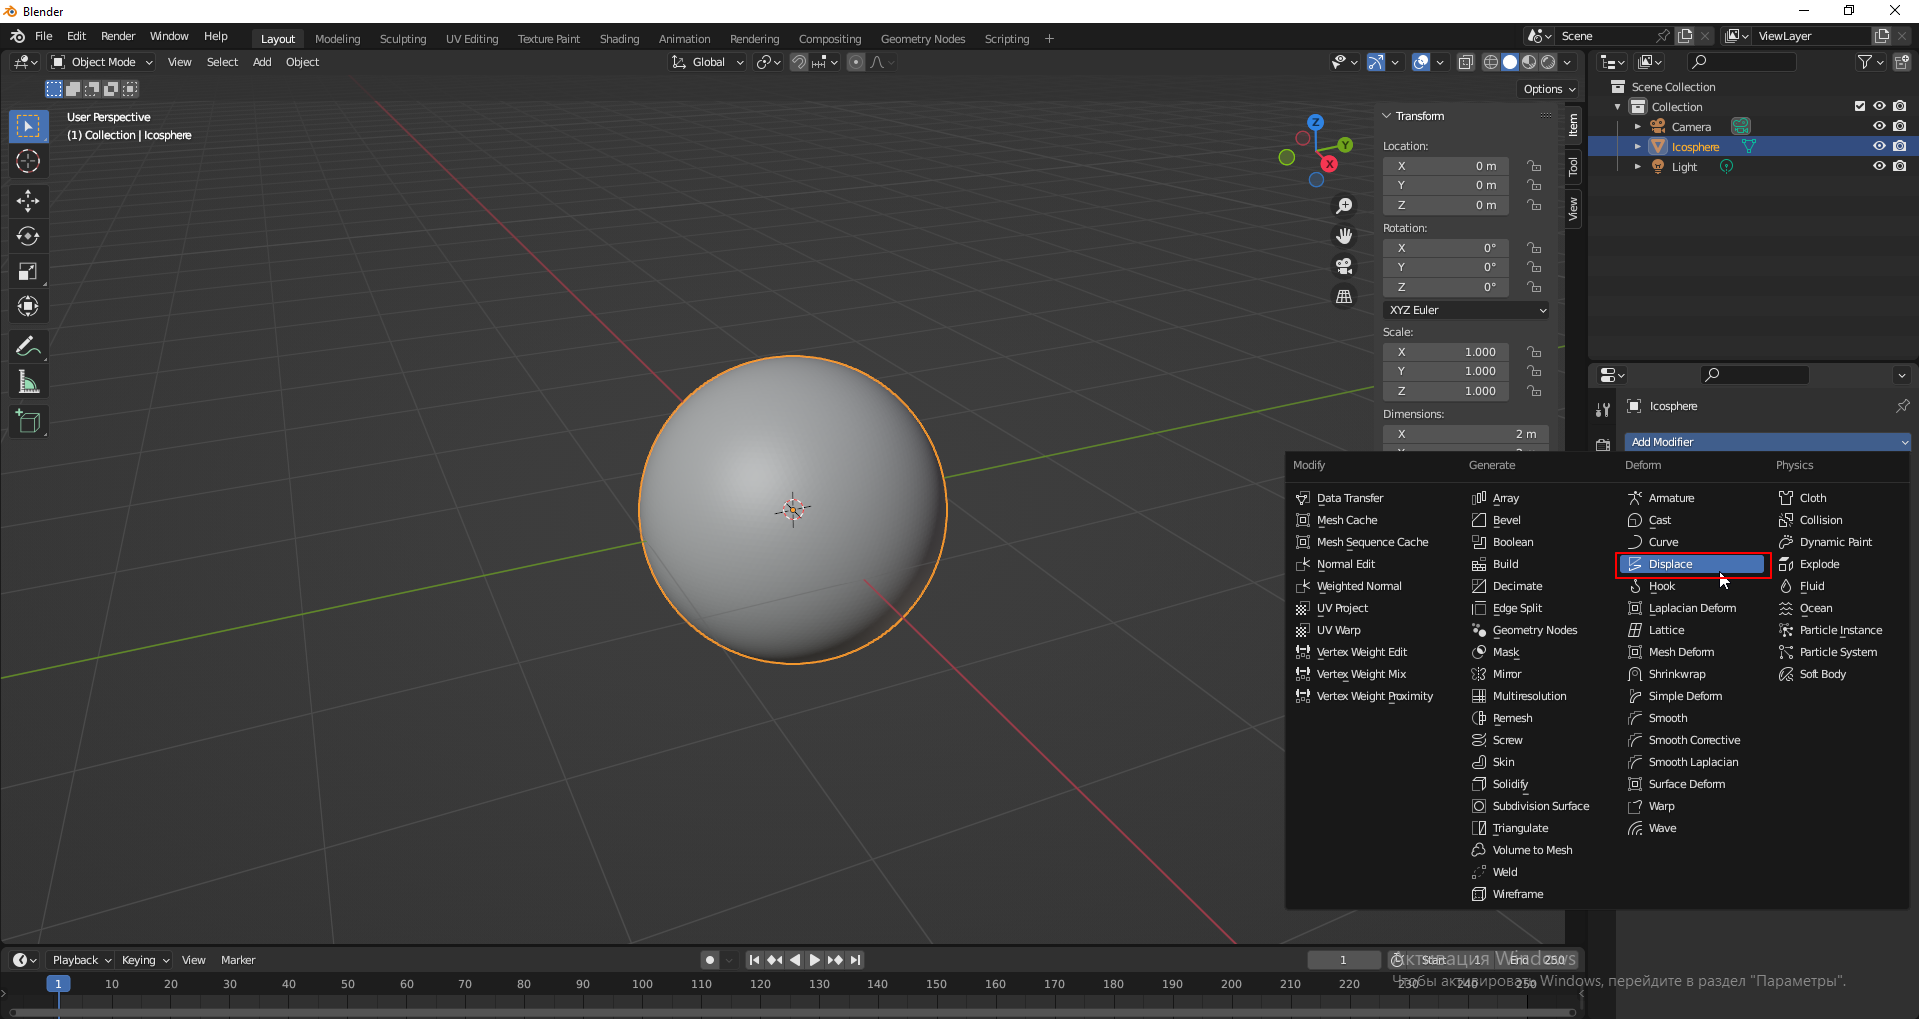 Blender
File Edit Render Window Help Layout Modeling Sculpting UV Editing Texture Paint Shading Animation Rendering Compositing Geometry Nodes Scripting + Scene ViewLayer
Object Mode View Select Add Object Global
Options
User Perspective
(1) Collection | Icosphere
Z
Y
X
Transform
Location:
X 0 m
Y 0 m
Z 0 m
Rotation:
X 0°
Y 0°
Z 0°
XYZ Euler
Scale:
X 1.000
Y 1.000
Z 1.000
Dimensions:
X 2 m
Item
Tool
View
Scene Collection
Collection
Camera
Icosphere
Light
Icosphere
Add Modifier
Modify
Data Transfer
Mesh Cache
Mesh Sequence Cache
Normal Edit
Weighted Normal
UV Project
UV Warp
Vertex Weight Edit
Vertex Weight Mix
Vertex Weight Proximity
Generate
Array
Bevel
Boolean
Build
Decimate
Edge Split
Geometry Nodes
Mask
Mirror
Multiresolution
Remesh
Screw
Skin
Solidify
Subdivision Surface
Triangulate
Volume to Mesh
Weld
Wireframe
Deform
Armature
Cast
Curve
Displace
Hook
Laplacian Deform
Lattice
Mesh Deform
Shrinkwrap
Simple Deform
Smooth
Smooth Corrective
Smooth Laplacian
Surface Deform
Warp
Wave
Physics
Cloth
Collision
Dynamic Paint
Explode
Fluid
Ocean
Particle Instance
Particle System
Soft Body
Playback Keying View Marker 1 Start 1 End 250
Активация Windows
1 10 20 30 40 50 60 70 80 90 100 110 120 130 140 150 160 170 180 190 200 210 220 230 240 250
Чтобы активировать Windows, перейдите в раздел "Параметры".